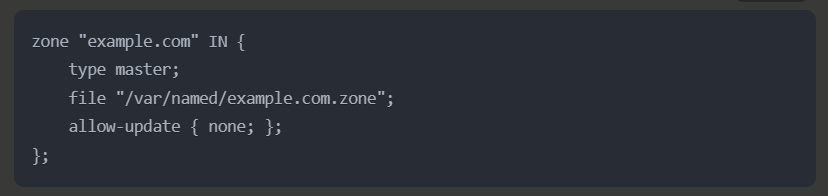 zone "example.com" IN {
    type master;
    file "/var/named/example.com.zone";
    allow-update { none; };
};